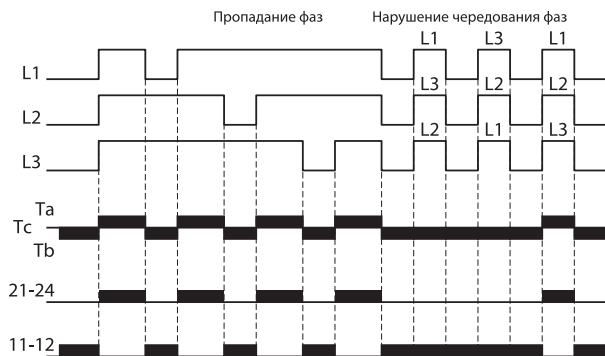 Пропадание фаз
Нарушение чередования фаз
L1 L3 L1
L1
L3 L2 L2
L2
L2 L1 L3
L3
Ta
Tc
Tb
21-24
11-12